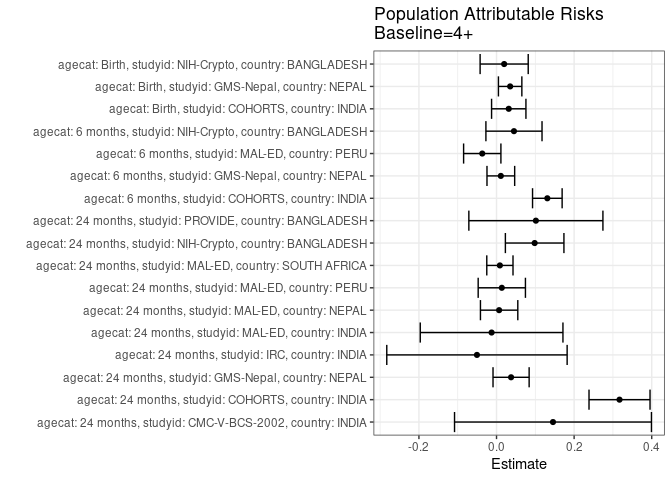 Population Attributable Risks
Baseline=4+
agecat: Birth, studyid: NIH-Crypto, country: BANGLADESH
agecat: Birth, studyid: GMS-Nepal, country: NEPAL
agecat: Birth, studyid: COHORTS, country: INDIA
agecat: 6 months, studyid: NIH-Crypto, country: BANGLADESH
agecat: 6 months, studyid: MAL-ED, country: PERU
agecat: 6 months, studyid: GMS-Nepal, country: NEPAL
agecat: 6 months, studyid: COHORTS, country: INDIA
agecat: 24 months, studyid: PROVIDE, country: BANGLADESH
agecat: 24 months, studyid: NIH-Crypto, country: BANGLADESH
agecat: 24 months, studyid: MAL-ED, country: SOUTH AFRICA
agecat: 24 months, studyid: MAL-ED, country: PERU
agecat: 24 months, studyid: MAL-ED, country: NEPAL
agecat: 24 months, studyid: MAL-ED, country: INDIA
agecat: 24 months, studyid: IRC, country: INDIA
agecat: 24 months, studyid: GMS-Nepal, country: NEPAL
agecat: 24 months, studyid: COHORTS, country: INDIA
agecat: 24 months, studyid: CMC-V-BCS-2002, country: INDIA
-0.2 0.0 0.2 0.4
Estimate